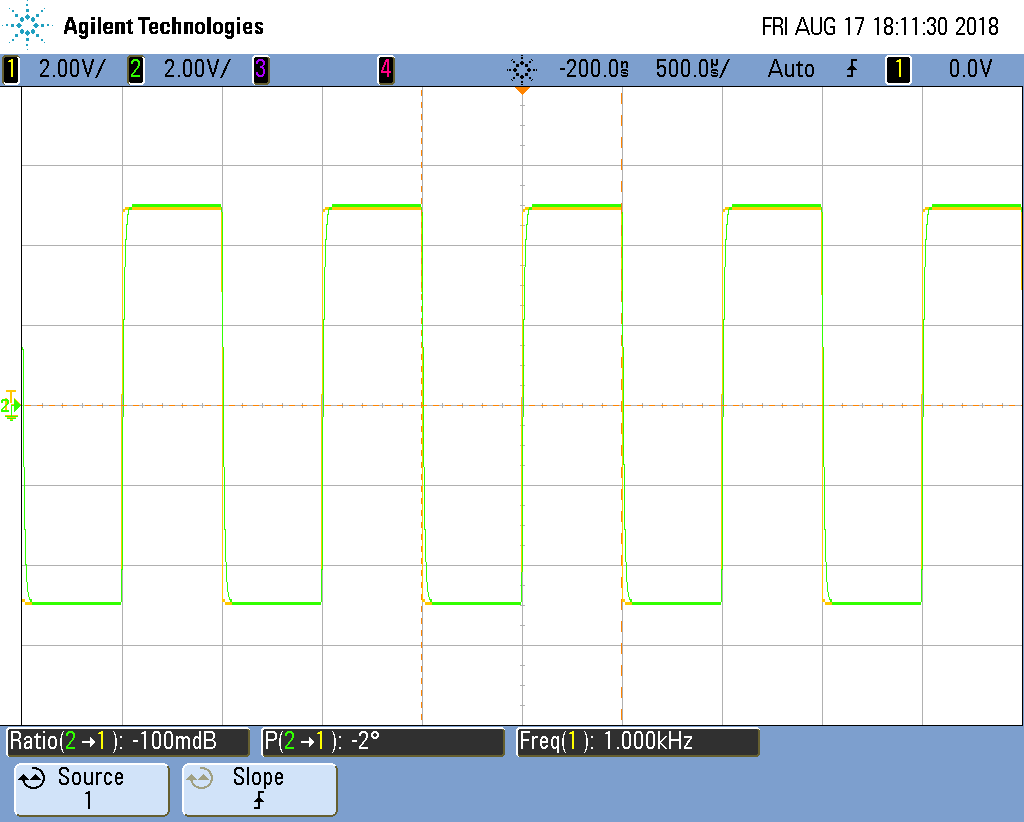 Agilent Technologies FRI AUG 17 18:11:30 2018
1 2.00V/ 2 2.00V/ 3 4 -200.0ns 500.0µs/ Auto 1 0.0V
2
Ratio(2→1): -100mdB P(2→1): -2° Freq(1): 1.000kHz
Source Slope
1